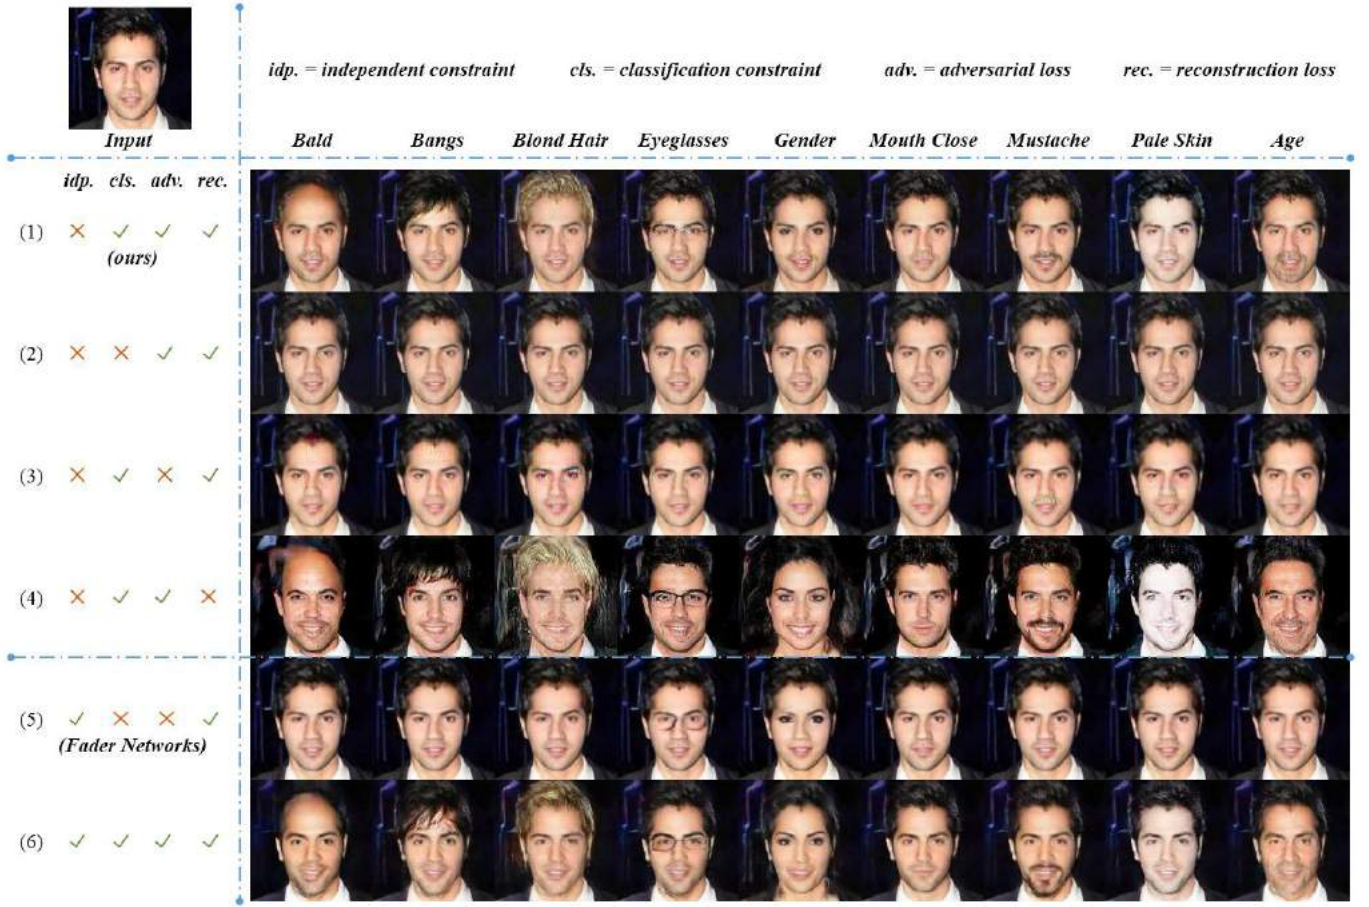 idp. = independent constraint cls. = classification constraint adv. = adversarial loss rec. = reconstruction loss
Input Bald Bangs Blond Hair Eyeglasses Gender Mouth Close Mustache Pale Skin Age
idp. cls. adv. rec.
(1) × ✓ ✓ ✓
(ours)
(2) × × ✓ ✓
(3) × ✓ × ✓
(4) × ✓ ✓ ×
(5) ✓ × × ✓
(Fader Networks)
(6) ✓ ✓ ✓ ✓